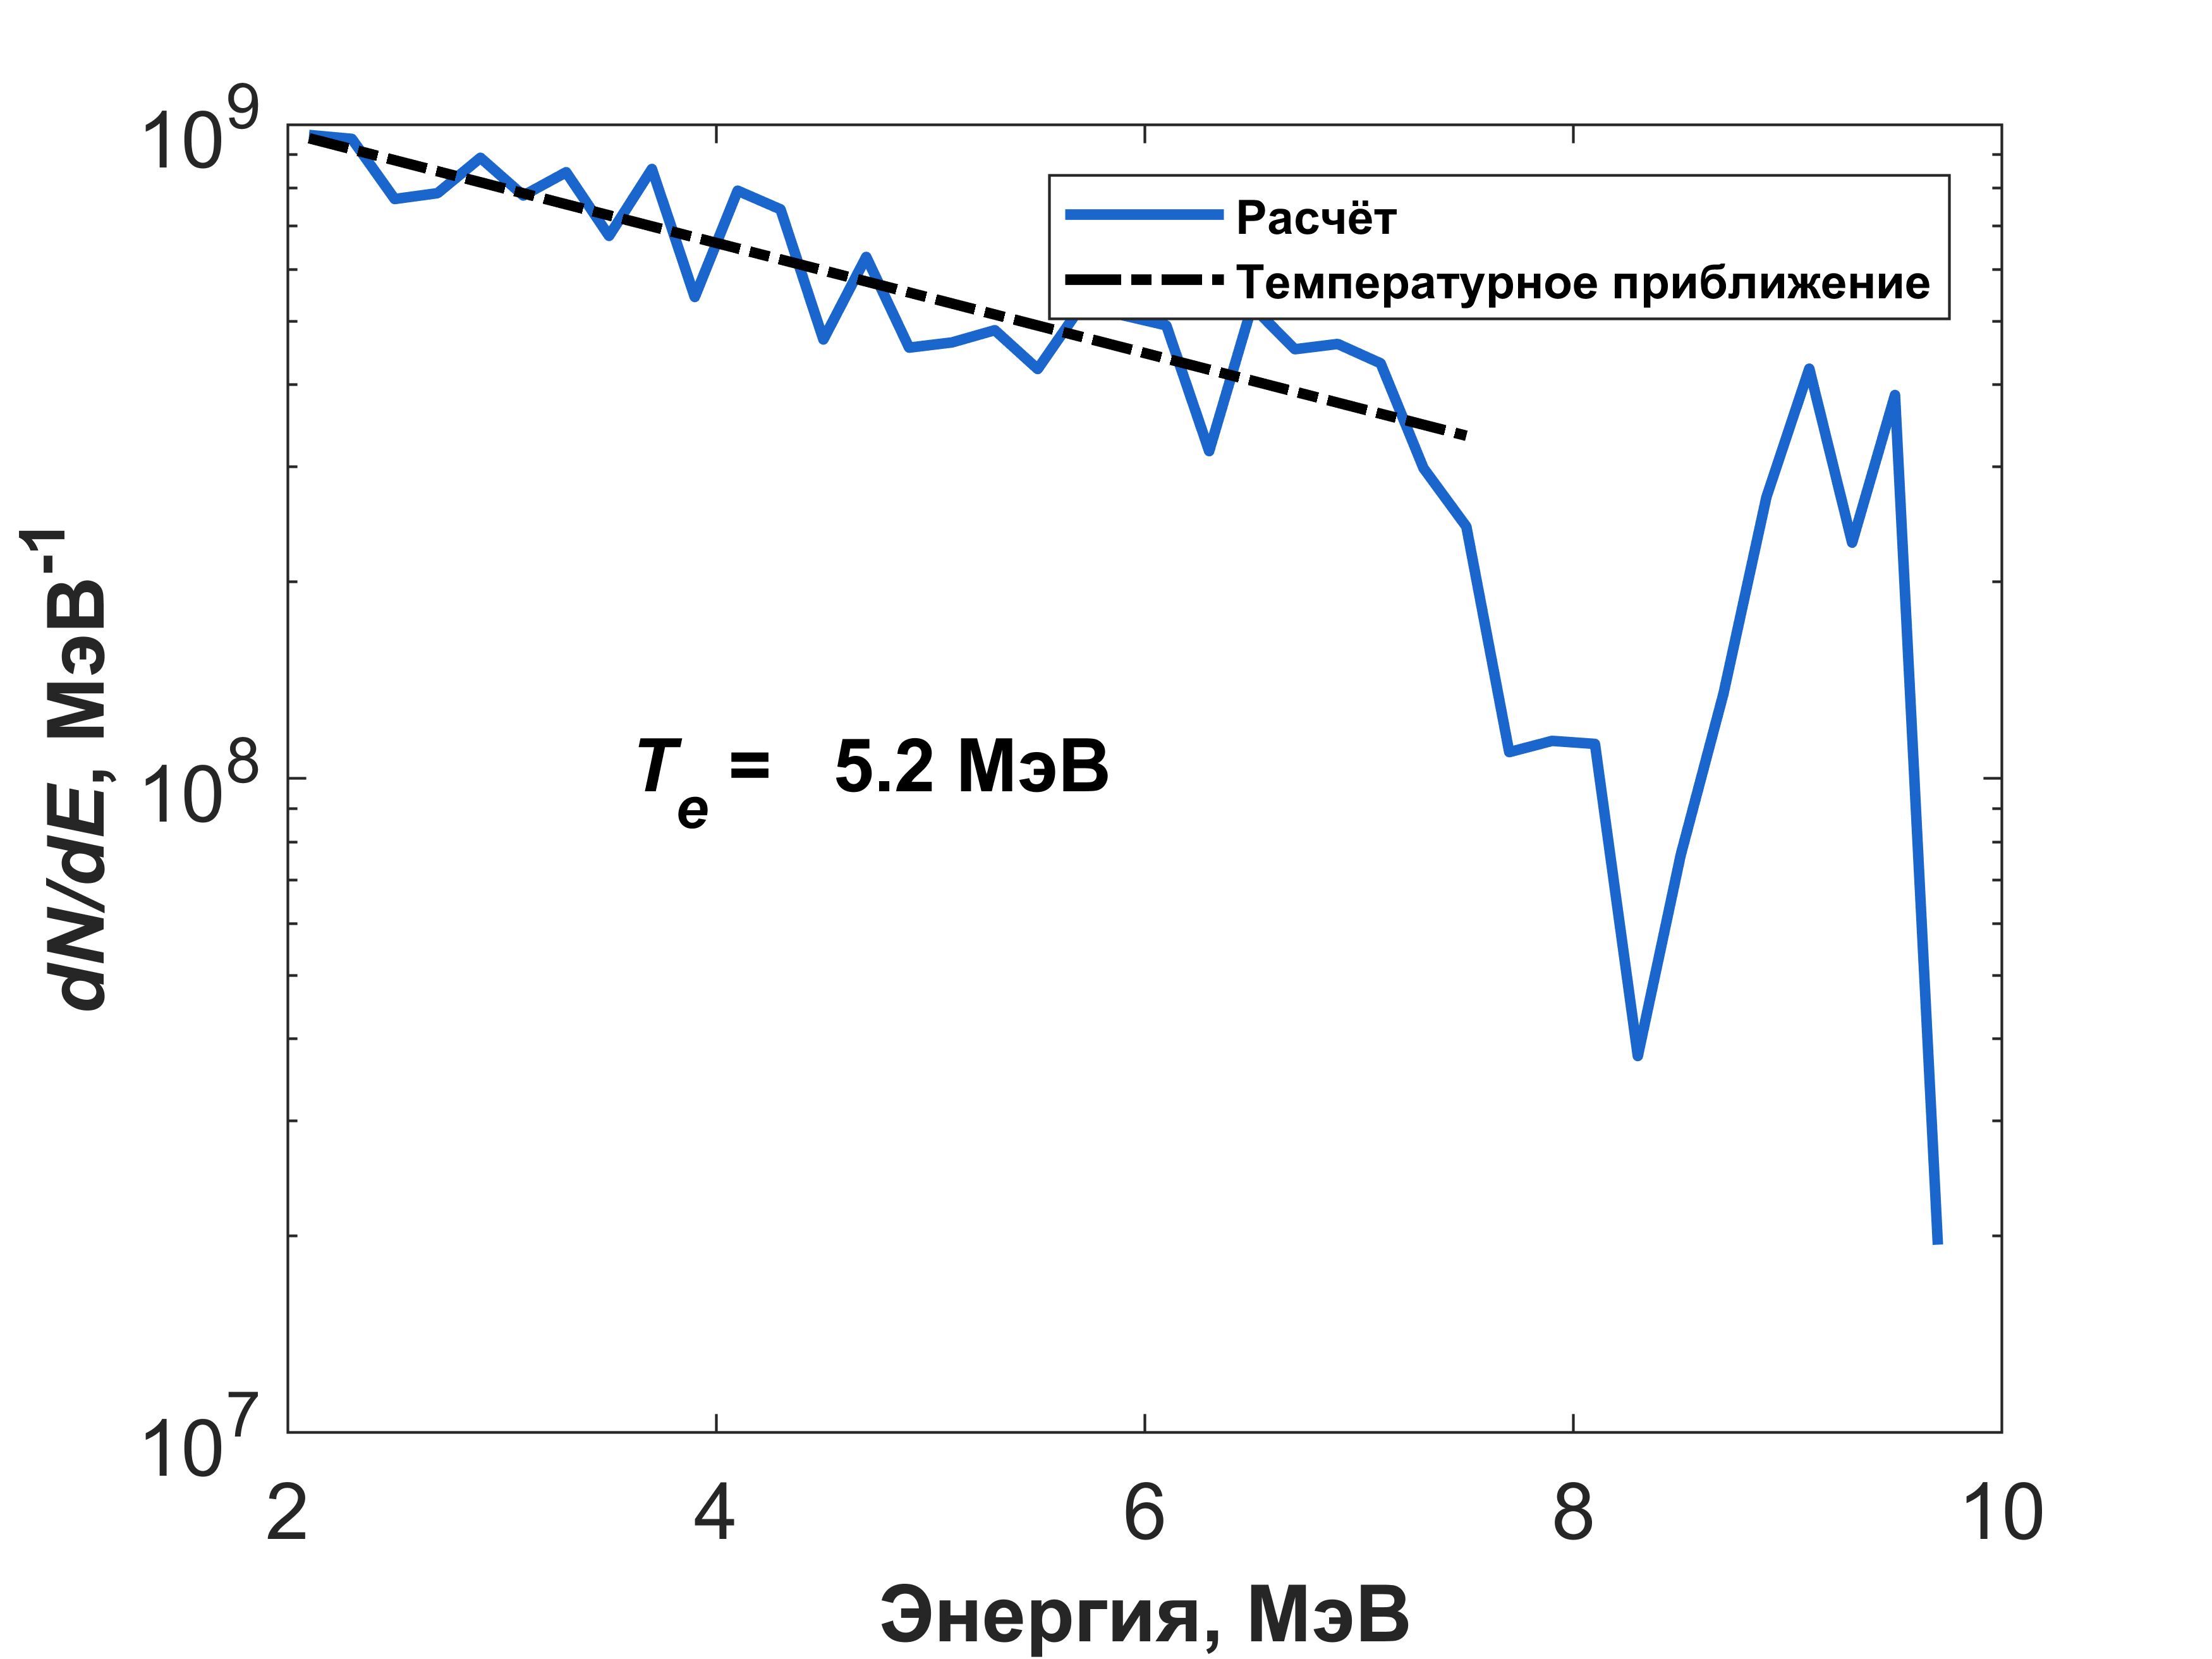 10^9
Расчёт
Температурное приближение
dN/dE, МэВ^-1
T_e = 5.2 МэВ
10^8
10^7
2 4 6 8 10
Энергия, МэВ